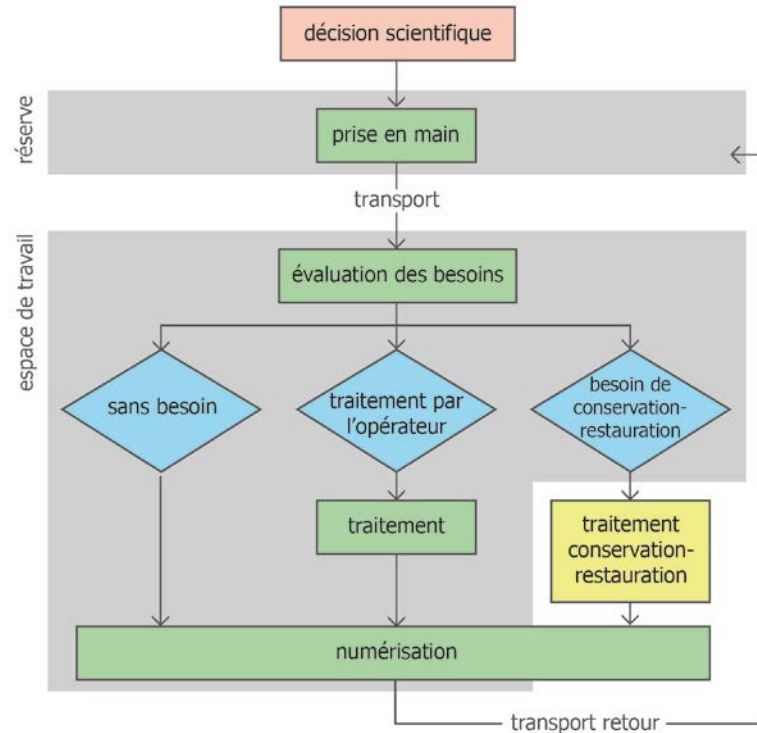 décision scientifique
réserve
prise en main
transport
espace de travail
évaluation des besoins
sans besoin
traitement par
l'opérateur
besoin de
conservation-
restauration
traitement
traitement
conservation-
restauration
numérisation
transport retour